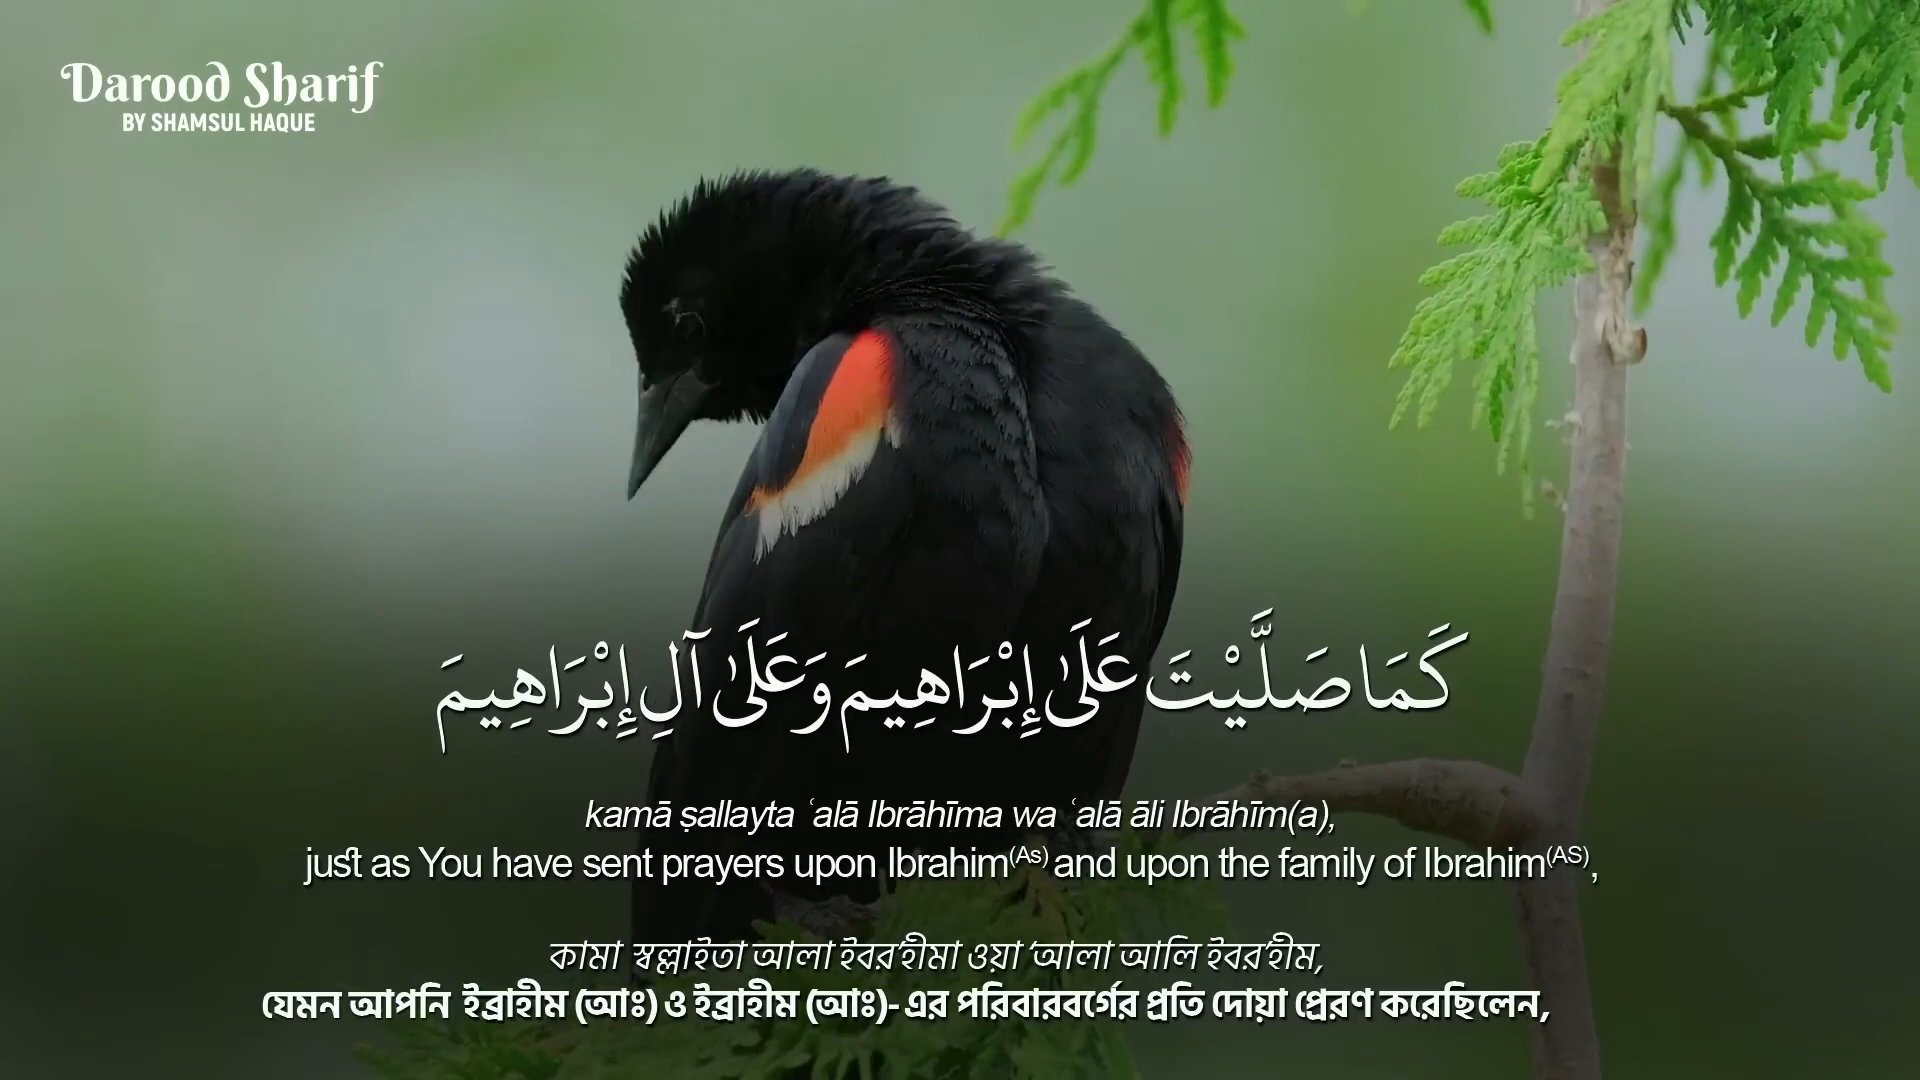 Darood Sharif
BY SHAMSUL HAQUE
كَمَا صَلَّيْتَ عَلَىٰ إِبْرَاهِيمَ وَعَلَىٰ آلِ إِبْرَاهِيمَ
kamā ṣallayta ʿalā Ibrāhīma wa ʿalā āli Ibrāhīm(a),
just as You have sent prayers upon Ibrahim(As) and upon the family of Ibrahim(AS),
কামা স্বল্লাইতা আলা ইবর'হীমা ওয়া 'আলা আলি ইবর'হীম,
যেমন আপনি ইব্রাহীম (আঃ) ও ইব্রাহীম (আঃ)- এর পরিবারবর্গের প্রতি দোয়া প্রেরণ করেছিলেন,